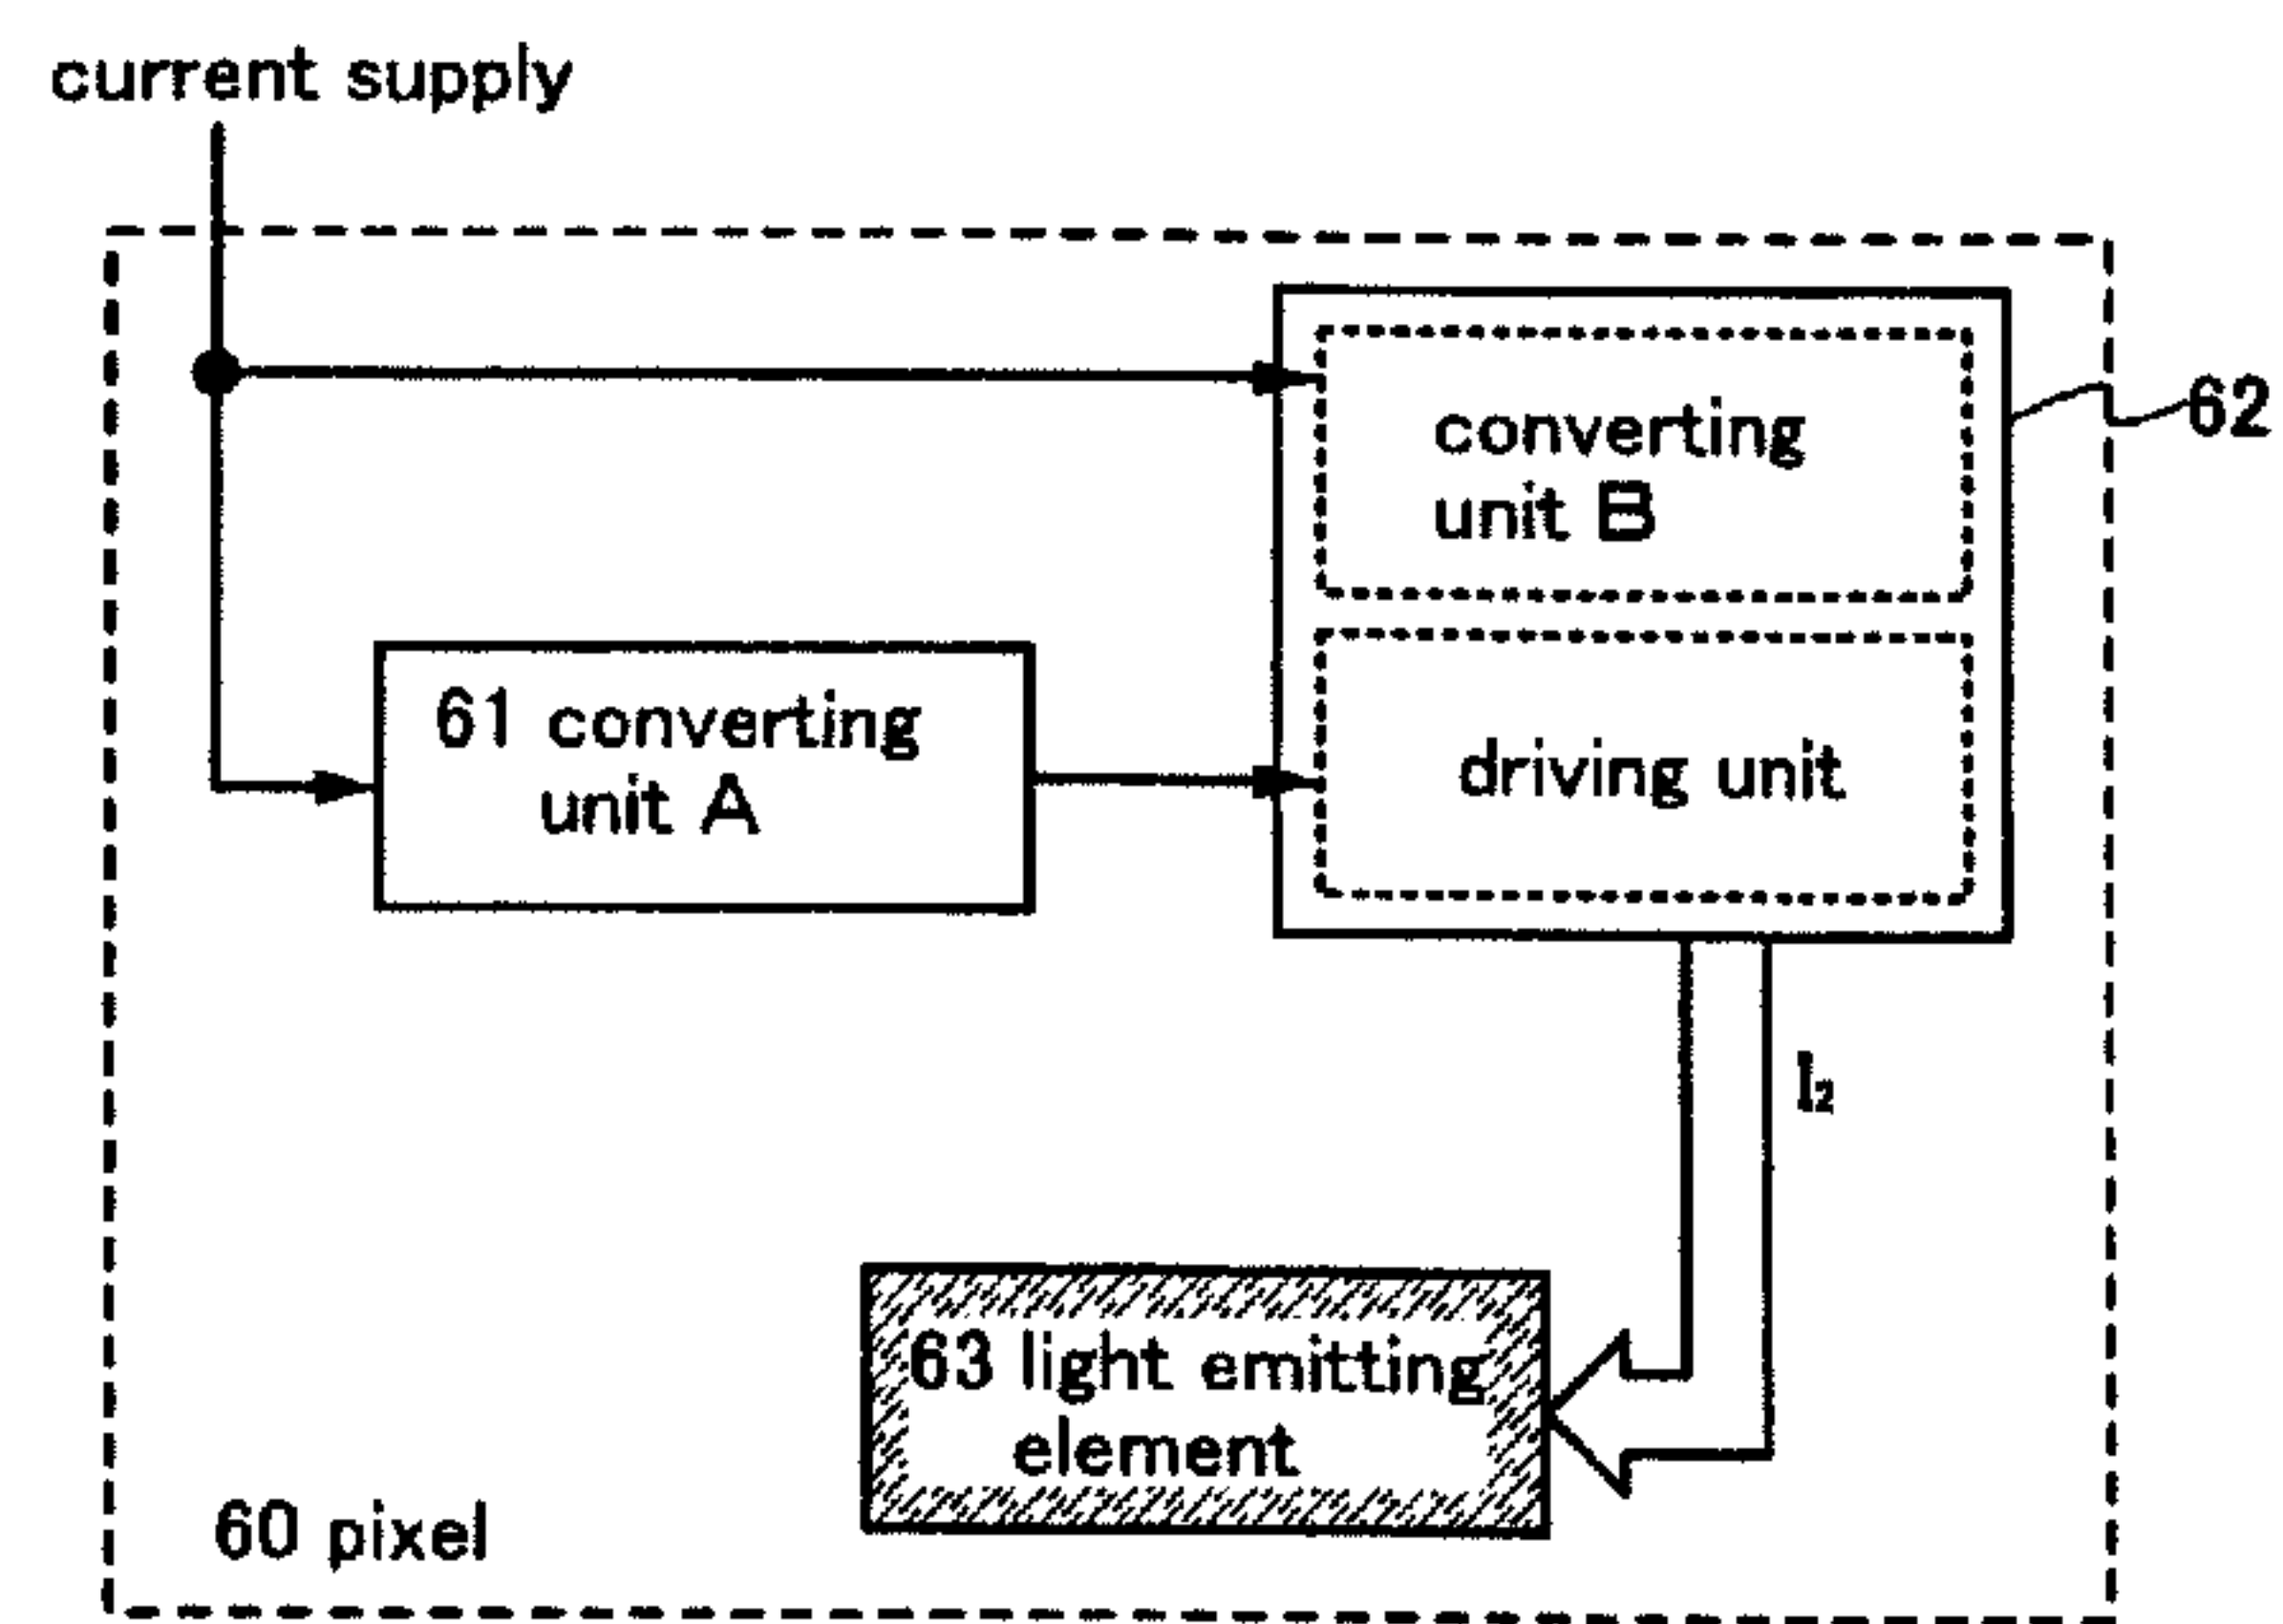 current supply
converting
unit B
62
61 converting
unit A
driving unit
I₂
63 light emitting
element
60 pixel